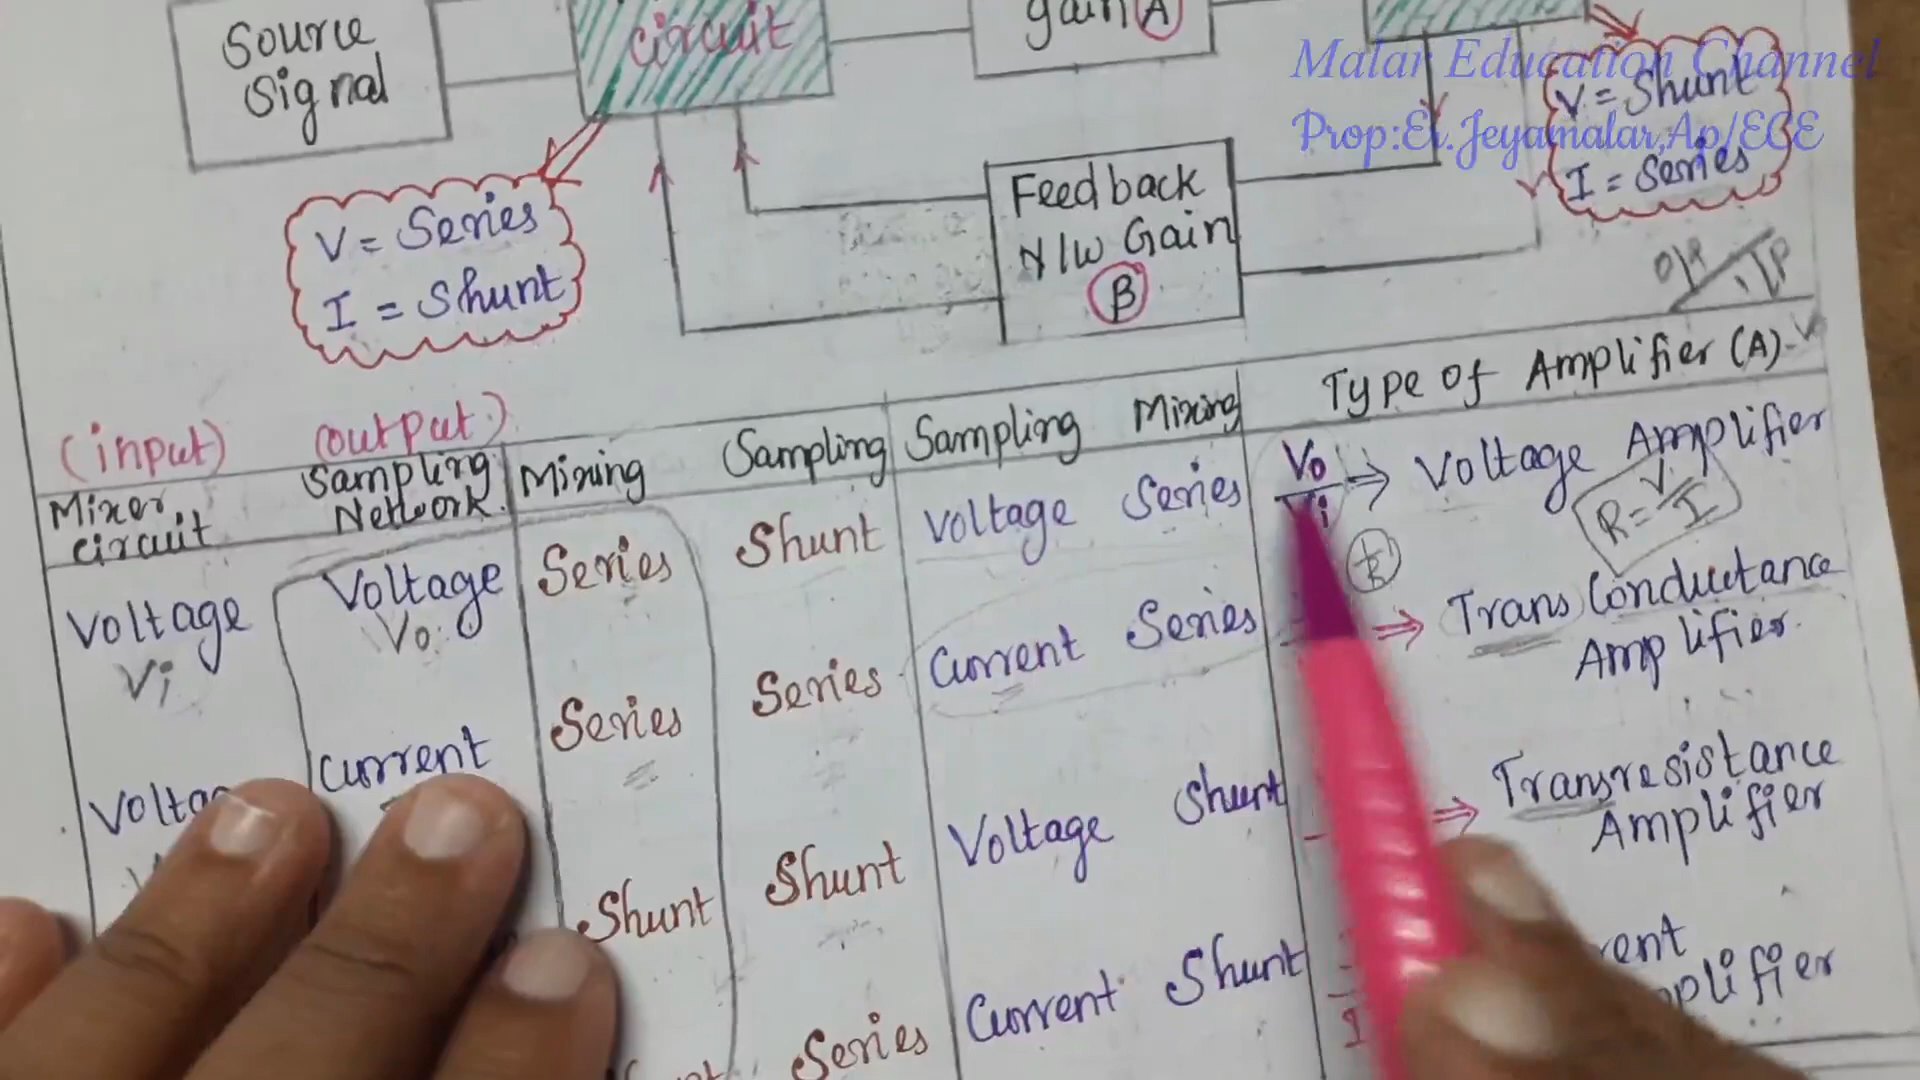 Source
Signal
circuit
gain A
Malar Education Channel
Prop:Er.Jeyamalar,Ap/ECE
V = Shunt
I = Series
V = Series
I = Shunt
Feedback
N/W Gain
β
O/P
I/P
(input) (output)
Mixer
circuit
Sampling
Network
Mixing Sampling
Sampling Mixing
Type of Amplifier (A)
Voltage
Vi
Voltage
Vo
Series Shunt
Voltage Series
Vo
Vi
⇒ Voltage Amplifier
R = V/I
1/R
Current
Series Series
Current Series
⇒ Trans Conductance
Amplifier
Shunt Shunt
Voltage Shunt
⇒ Transresistance
Amplifier
Series
Current Shunt